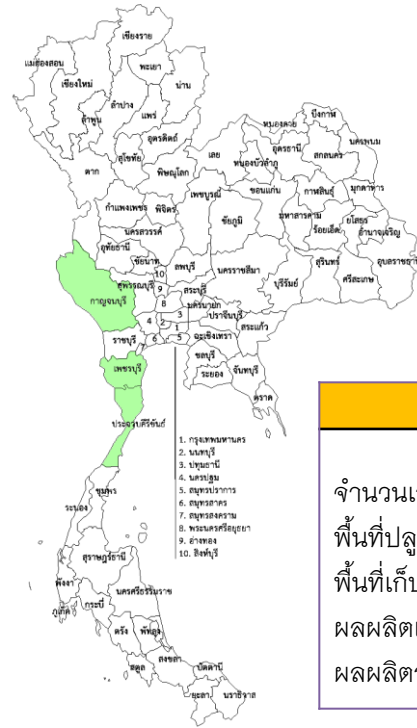 เชียงราย
แม่ฮ่องสอน
พะเยา
เชียงใหม่
น่าน
ลำปาง
ลำพูน
แพร่
อุตรดิตถ์
สุโขทัย
ตาก
พิษณุโลก
เลย
หนองคาย
บึงกาฬ
อุดรธานี
นครพนม
สกลนคร
หนองบัวลำภู
เพชรบูรณ์
ขอนแก่น
กาฬสินธุ์
มุกดาหาร
กำแพงเพชร
พิจิตร
ชัยภูมิ
มหาสารคาม
ร้อยเอ็ด
ยโสธร
อำนาจเจริญ
นครสวรรค์
อุทัยธานี
ชัยนาท
ลพบุรี
นครราชสีมา
บุรีรัมย์
สุรินทร์
ศรีสะเกษ
อุบลราชธานี
10
สุพรรณบุรี
9
สระบุรี
กาญจนบุรี
8
นครนายก
ปราจีนบุรี
4
2
3
1
สระแก้ว
ราชบุรี
6
5
ฉะเชิงเทรา
7
ชลบุรี
เพชรบุรี
ระยอง
จันทบุรี
ตราด
ประจวบคีรีขันธ์
1. กรุงเทพมหานคร
2. นนทบุรี
3. ปทุมธานี
4. นครปฐม
5. สมุทรปราการ
6. สมุทรสาคร
7. สมุทรสงคราม
8. พระนครศรีอยุธยา
9. อ่างทอง
10. สิงห์บุรี
ชุมพร
ระนอง
สุราษฎร์ธานี
พังงา
นครศรีธรรมราช
กระบี่
ภูเก็ต
ตรัง
พัทลุง
สตูล
สงขลา
ปัตตานี
ยะลา
นราธิวาส
จำนวนเ
พื้นที่ปลู
พื้นที่เก็บ
ผลผลิต
ผลผลิต